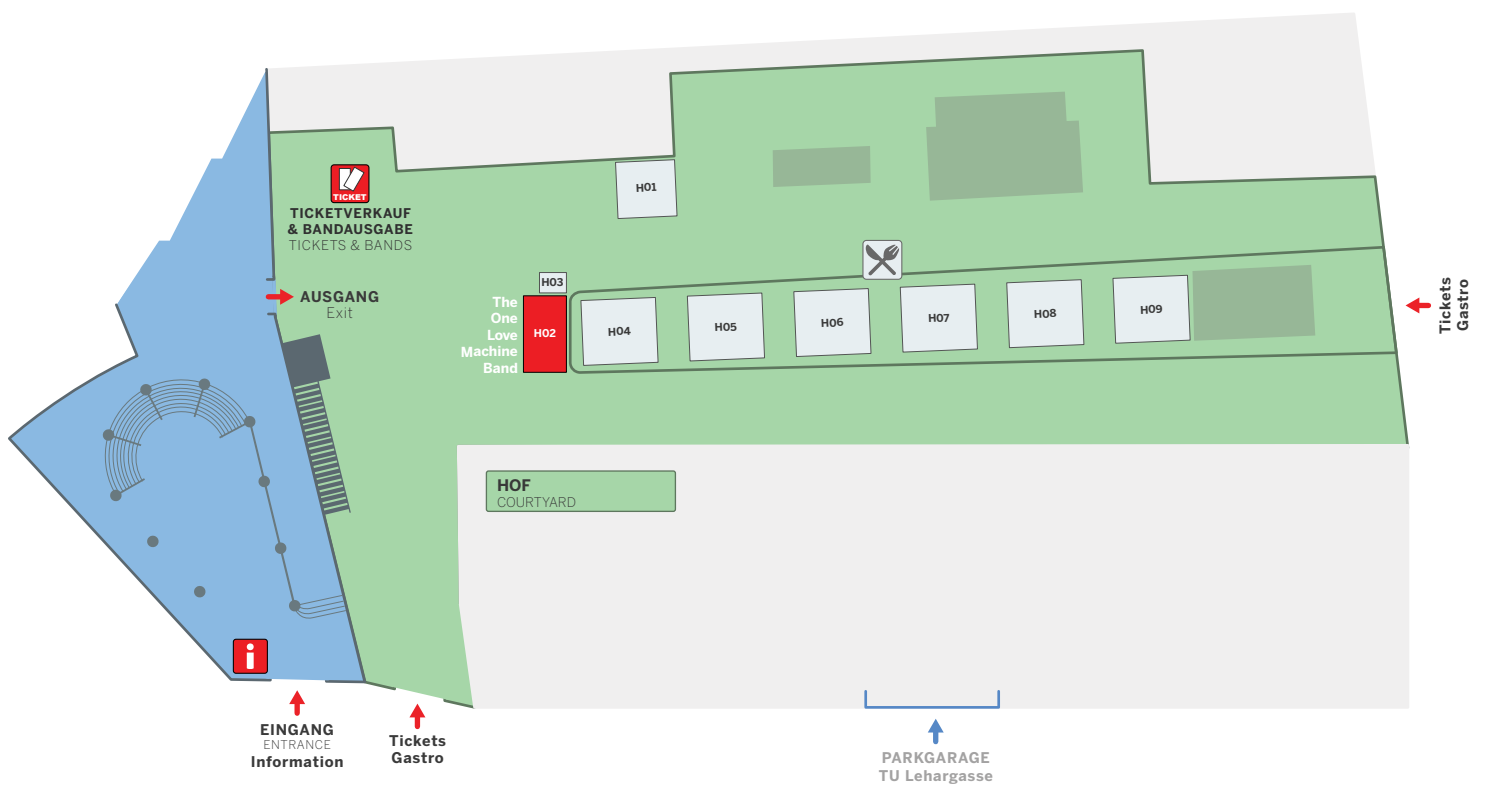 TICKET
TICKETVERKAUF
& BANDAUSGABE
TICKETS & BANDS
AUSGANG
Exit
H01
H03
The
One
Love
Machine
Band
H02
H04
H05
H06
H07
H08
H09
Tickets
Gastro
HOF
COURTYARD
i
EINGANG
ENTRANCE
Information
Tickets
Gastro
PARKGARAGE
TU Lehargasse